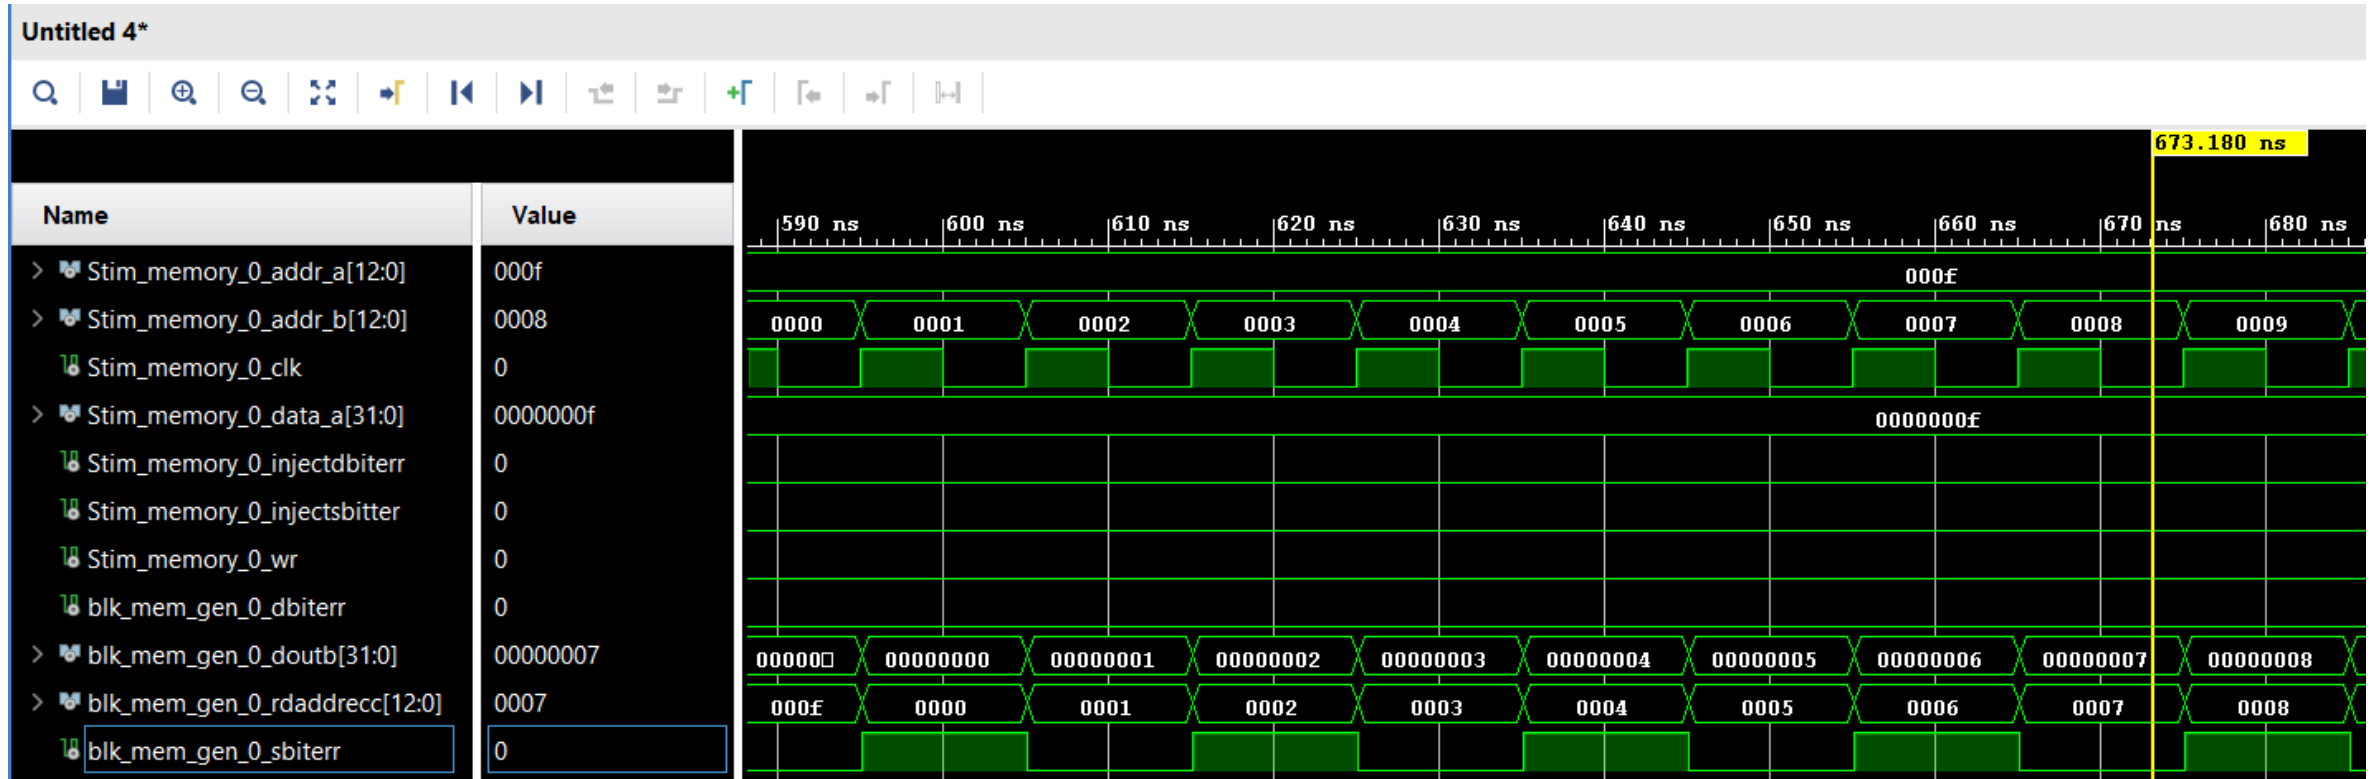 Untitled 4*
673.180 ns
Name Value
590 ns 600 ns 610 ns 620 ns 630 ns 640 ns 650 ns 660 ns 670 ns 680 ns
Stim_memory_0_addr_a[12:0] 000f 000f
Stim_memory_0_addr_b[12:0] 0008 0000 0001 0002 0003 0004 0005 0006 0007 0008 0009
Stim_memory_0_clk 0
Stim_memory_0_data_a[31:0] 0000000f 0000000f
Stim_memory_0_injectdbiterr 0
Stim_memory_0_injectsbitter 0
Stim_memory_0_wr 0
blk_mem_gen_0_dbiterr 0
blk_mem_gen_0_doutb[31:0] 00000007 00000□ 00000000 00000001 00000002 00000003 00000004 00000005 00000006 00000007 00000008
blk_mem_gen_0_rdaddrecc[12:0] 0007 000f 0000 0001 0002 0003 0004 0005 0006 0007 0008
blk_mem_gen_0_sbiterr 0